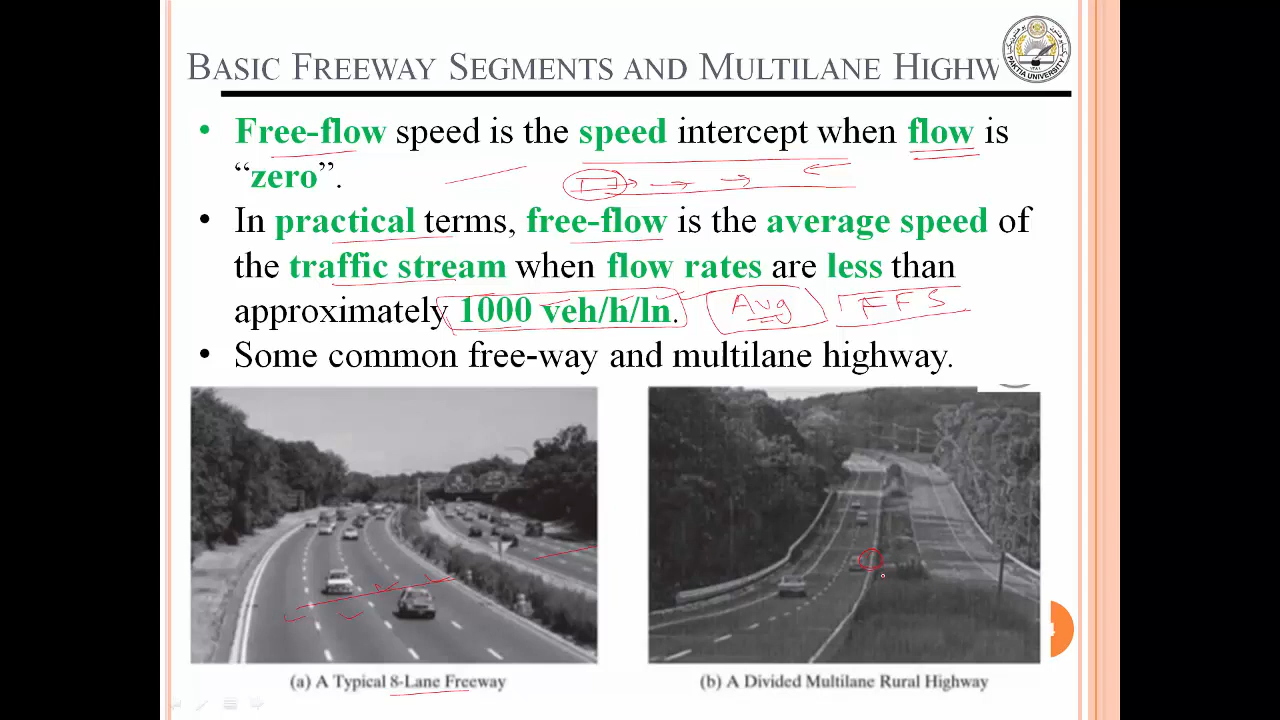 BASIC FREEWAY SEGMENTS AND MULTILANE HIGHW
PAKTIA UNIVERSITY
• Free-flow speed is the speed intercept when flow is
“zero”.
• In practical terms, free-flow is the average speed of
the traffic stream when flow rates are less than
approximately 1000 veh/h/ln. Avg FFS
• Some common free-way and multilane highway.
(a) A Typical 8-Lane Freeway
(b) A Divided Multilane Rural Highway